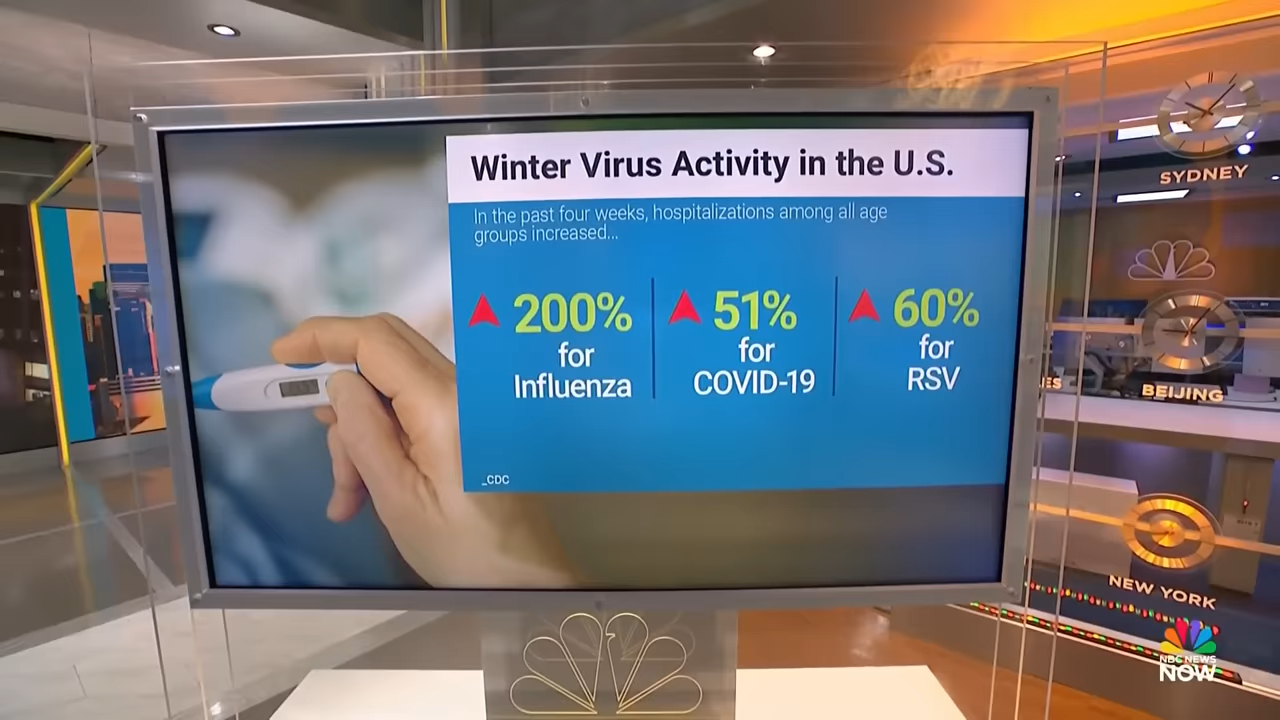 Winter Virus Activity in the U.S.
In the past four weeks, hospitalizations among all age
groups increased...
200%
for
Influenza
51%
for
COVID-19
60%
for
RSV
_CDC
SYDNEY
ES
BEIJING
NEW YORK
NBC NEWS
NOW